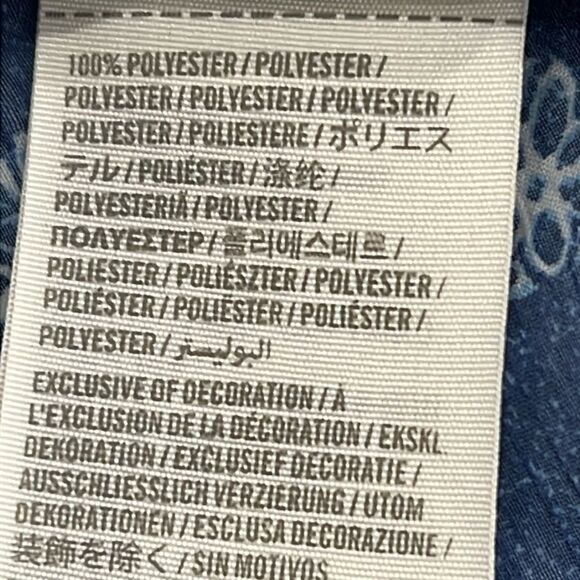 100% POLYESTER / POLYESTER /
POLYESTER / POLYESTER / POLYESTER /
POLYESTER / POLIESTERE / ポリエス
テル / POLIÉSTER / 涤纶 /
POLYESTERIÄ / POLYESTER /
ΠΟΛΥΕΣΤΕΡ / 폴리에스테르 /
POLIESTER / POLIÉSZTER / POLYESTER /
POLIÉSTER / POLIÉSTER / POLIÉSTER /
POLYESTER / البوليستر
EXCLUSIVE OF DECORATION / À
L'EXCLUSION DE LA DÉCORATION / EKSKL
DEKORATION / EXCLUSIEF DECORATIE /
AUSSCHLIESSLICH VERZIERUNG / UTOM
DEKORATIONEN / ESCLUSA DECORAZIONE /
装飾を除く / SIN MOTIVOS